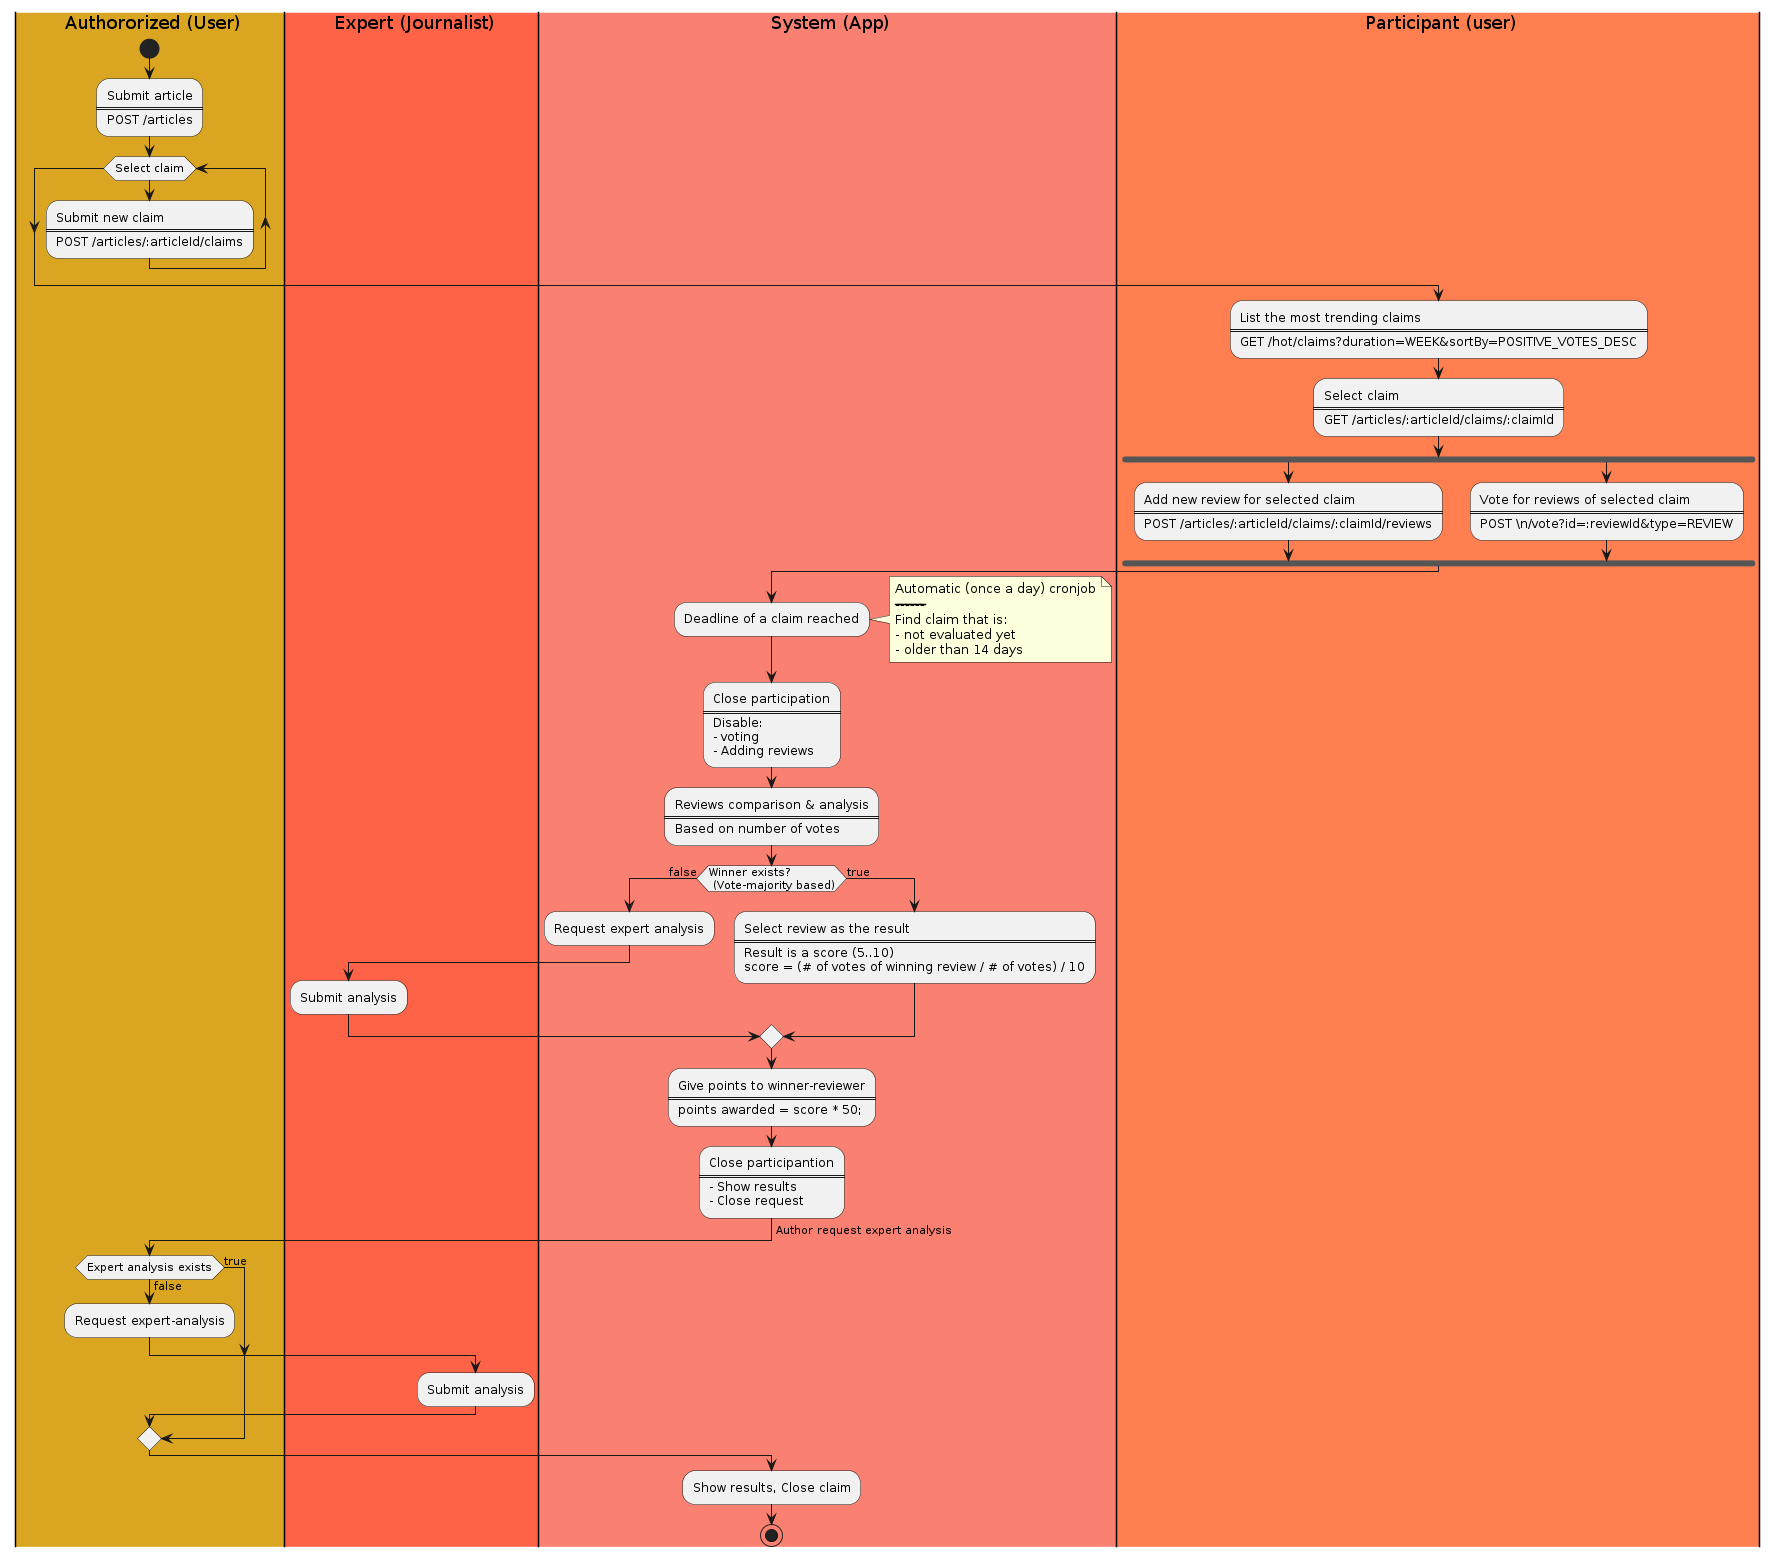 Authororized (User)
Expert (Journalist)
System (App)
Participant (user)
Submit article
POST /articles
Select claim
Submit new claim
POST /articles/:articleId/claims
List the most trending claims
GET /hot/claims?duration=WEEK&sortBy=POSITIVE_VOTES_DESC
Select claim
GET /articles/:articleId/claims/:claimId
Add new review for selected claim
POST /articles/:articleId/claims/:claimId/reviews
Vote for reviews of selected claim
POST \n/vote?id=:reviewId&type=REVIEW
Deadline of a claim reached
Automatic (once a day) cronjob
Find claim that is:
- not evaluated yet
- older than 14 days
Close participation
Disable:
- voting
- Adding reviews
Reviews comparison & analysis
Based on number of votes
false
Winner exists?
(Vote-majority based)
true
Request expert analysis
Select review as the result
Result is a score (5..10)
score = (# of votes of winning review / # of votes) / 10
Submit analysis
Give points to winner-reviewer
points awarded = score * 50;
Close participantion
- Show results
- Close request
Author request expert analysis
Expert analysis exists
true
false
Request expert-analysis
Submit analysis
Show results, Close claim